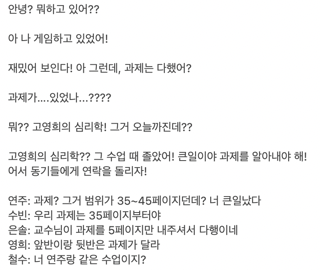 안녕? 뭐하고 있어??
아 나 게임하고 있었어!
재밌어 보인다! 아 그런데, 과제는 다했어?
과제가....있었나...????
뭐?? 고영희의 심리학! 그거 오늘까진데??
고영희의 심리학?? 그 수업 때 졸았어! 큰일이야 과제를 알아내야 해!
어서 동기들에게 연락을 돌리자!
연주: 과제? 그거 범위가 35~45페이지던데? 너 큰일났다
수빈: 우리 과제는 35페이지부터야
은솔: 교수님이 과제를 5페이지만 내주셔서 다행이네
영희: 앞반이랑 뒷반은 과제가 달라
철수: 너 연주랑 같은 수업이지?